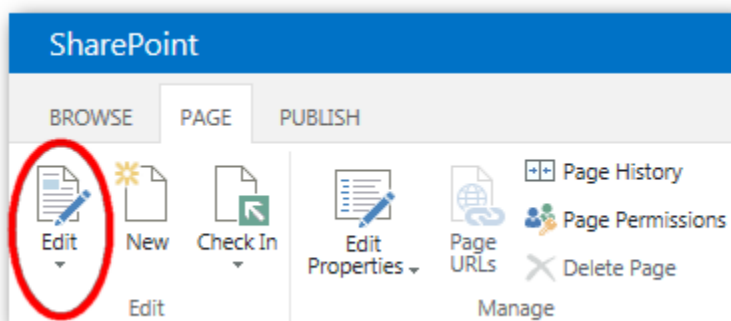 SharePoint
BROWSE PAGE PUBLISH
Edit
New
Check In
Edit
Edit
Properties
Page
URLs
Page History
Page Permissions
Delete Page
Manage